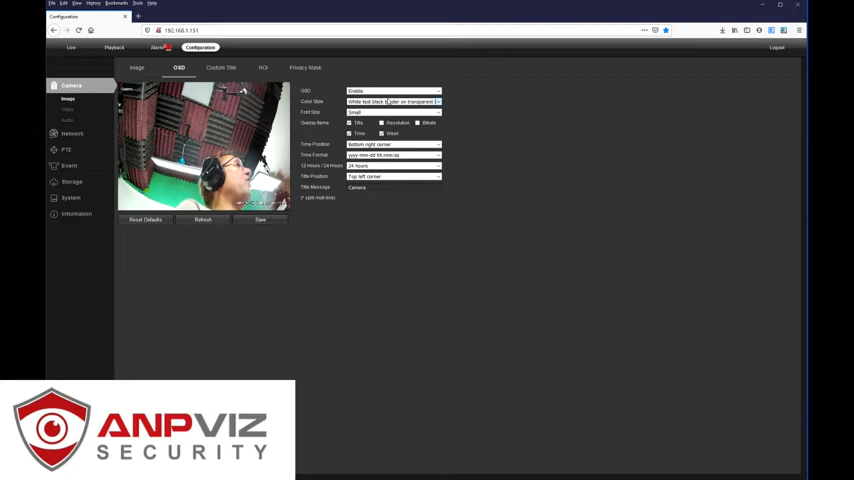 File Edit View History Bookmarks Tools Help
Configuration
192.168.1.151
Live Playback Alarm Configuration Logout
Image OSD Custom Title ROI Privacy Mask
Camera
Image
Video
Audio
Network
PTZ
Event
Storage
System
Information
OSD Enable
Color Style White text black border on transparent
Font Size Small
Overlay Items Title Resolution Bitrate
Time Week
Time Position Bottom right corner
Time Format yyyy-mm-dd hh:mm:ss
12 Hours / 24 Hours 24 hours
Title Position Top left corner
Title Message Camera
(* split multi-line)
Reset Defaults Refresh Save
ANPVIZ
SECURITY